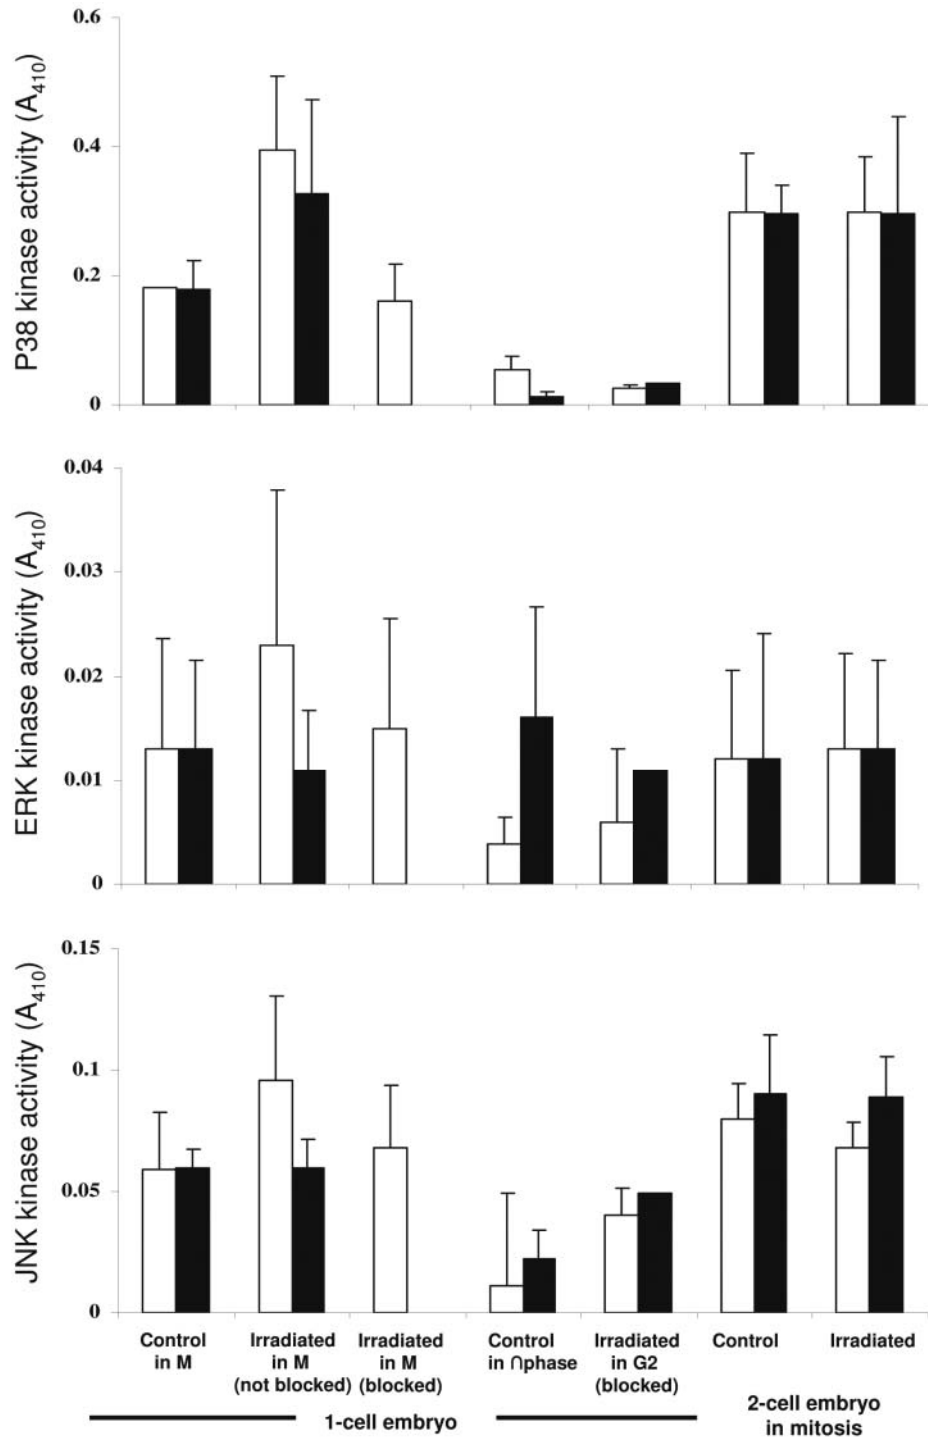 P38 kinase activity (A410)
0.6
0.4
0.2
0
ERK kinase activity (A410)
0.04
0.03
0.02
0.01
0
JNK kinase activity (A410)
0.15
0.1
0.05
0
Control
in M
Irradiated
in M
(not blocked)
Irradiated
in M
(blocked)
Control
in ∩phase
Irradiated
in G2
(blocked)
Control
Irradiated
1-cell embryo
2-cell embryo
in mitosis